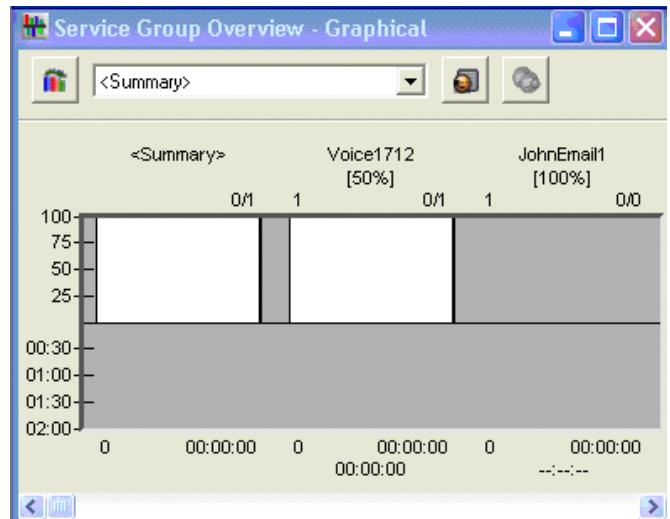 Service Group Overview - Graphical
<Summary>
<Summary> Voice1712 JohnEmail1
[50%] [100%]
0/1 1 0/1 1 0/0
100
75
50
25
00:30
01:00
01:30
02:00
0 00:00:00 0 00:00:00 0 00:00:00
00:00:00 --:--:--